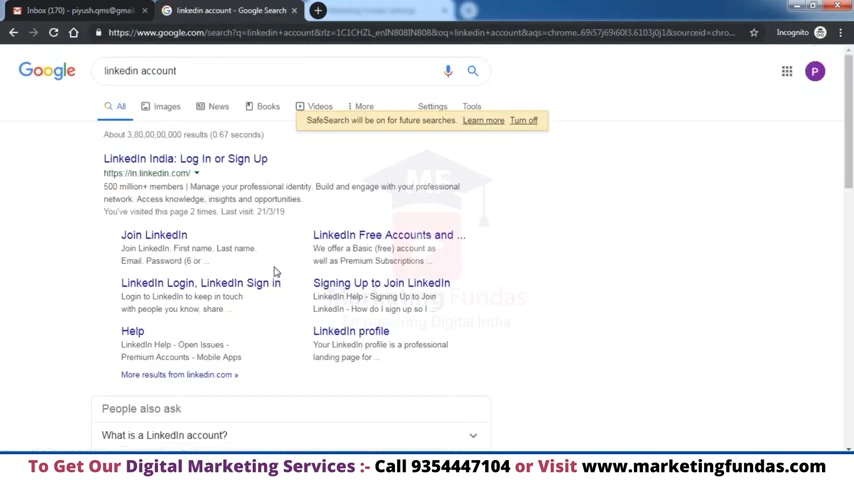 Inbox (170) - piyush.qms@gmai
linkedin account - Google Search
Marketing Fundas Settings
https://www.google.com/search?q=linkedin+account&rlz=1C1CHZL_enIN808IN808&oq=linkedin+account&aqs=chrome..69i57j69i60l3.6103j0j1&sourceid=chro...
Incognito
Google
linkedin account
P
All
Images
News
Books
Videos
More
Settings
Tools
SafeSearch will be on for future searches. Learn more Turn off
About 3,80,00,00,000 results (0.67 seconds)
LinkedIn India: Log In or Sign Up
https://in.linkedin.com/
500 million+ members | Manage your professional identity. Build and engage with your professional
network. Access knowledge, insights and opportunities.
You've visited this page 2 times. Last visit: 21/3/19
Join LinkedIn
Join LinkedIn. First name. Last name.
Email. Password (6 or ...
LinkedIn Free Accounts and ...
We offer a Basic (free) account as
well as Premium Subscriptions ...
LinkedIn Login, LinkedIn Sign in
Login to LinkedIn to keep in touch
with people you know, share ...
Signing Up to Join LinkedIn
LinkedIn Help - Signing Up to Join
LinkedIn - How do I sign up so I ...
Help
LinkedIn Help - Open Issues -
Premium Accounts - Mobile Apps
LinkedIn profile
Your LinkedIn profile is a professional
landing page for ...
More results from linkedin.com »
MF
Fundas
Digital India
People also ask
What is a LinkedIn account?
To Get Our Digital Marketing Services :- Call 9354447104 or Visit www.marketingfundas.com